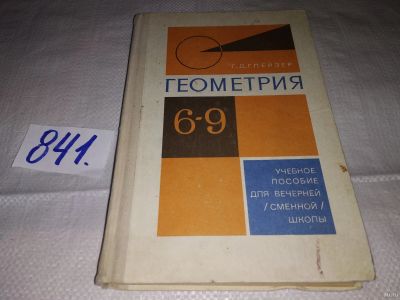 841.
Г.Д.ГЛЕЙЗЕР
ГЕОМЕТРИЯ
6-9
УЧЕБНОЕ
ПОСОБИЕ
ДЛЯ ВЕЧЕРНЕЙ
/СМЕННОЙ/
ШКОЛЫ